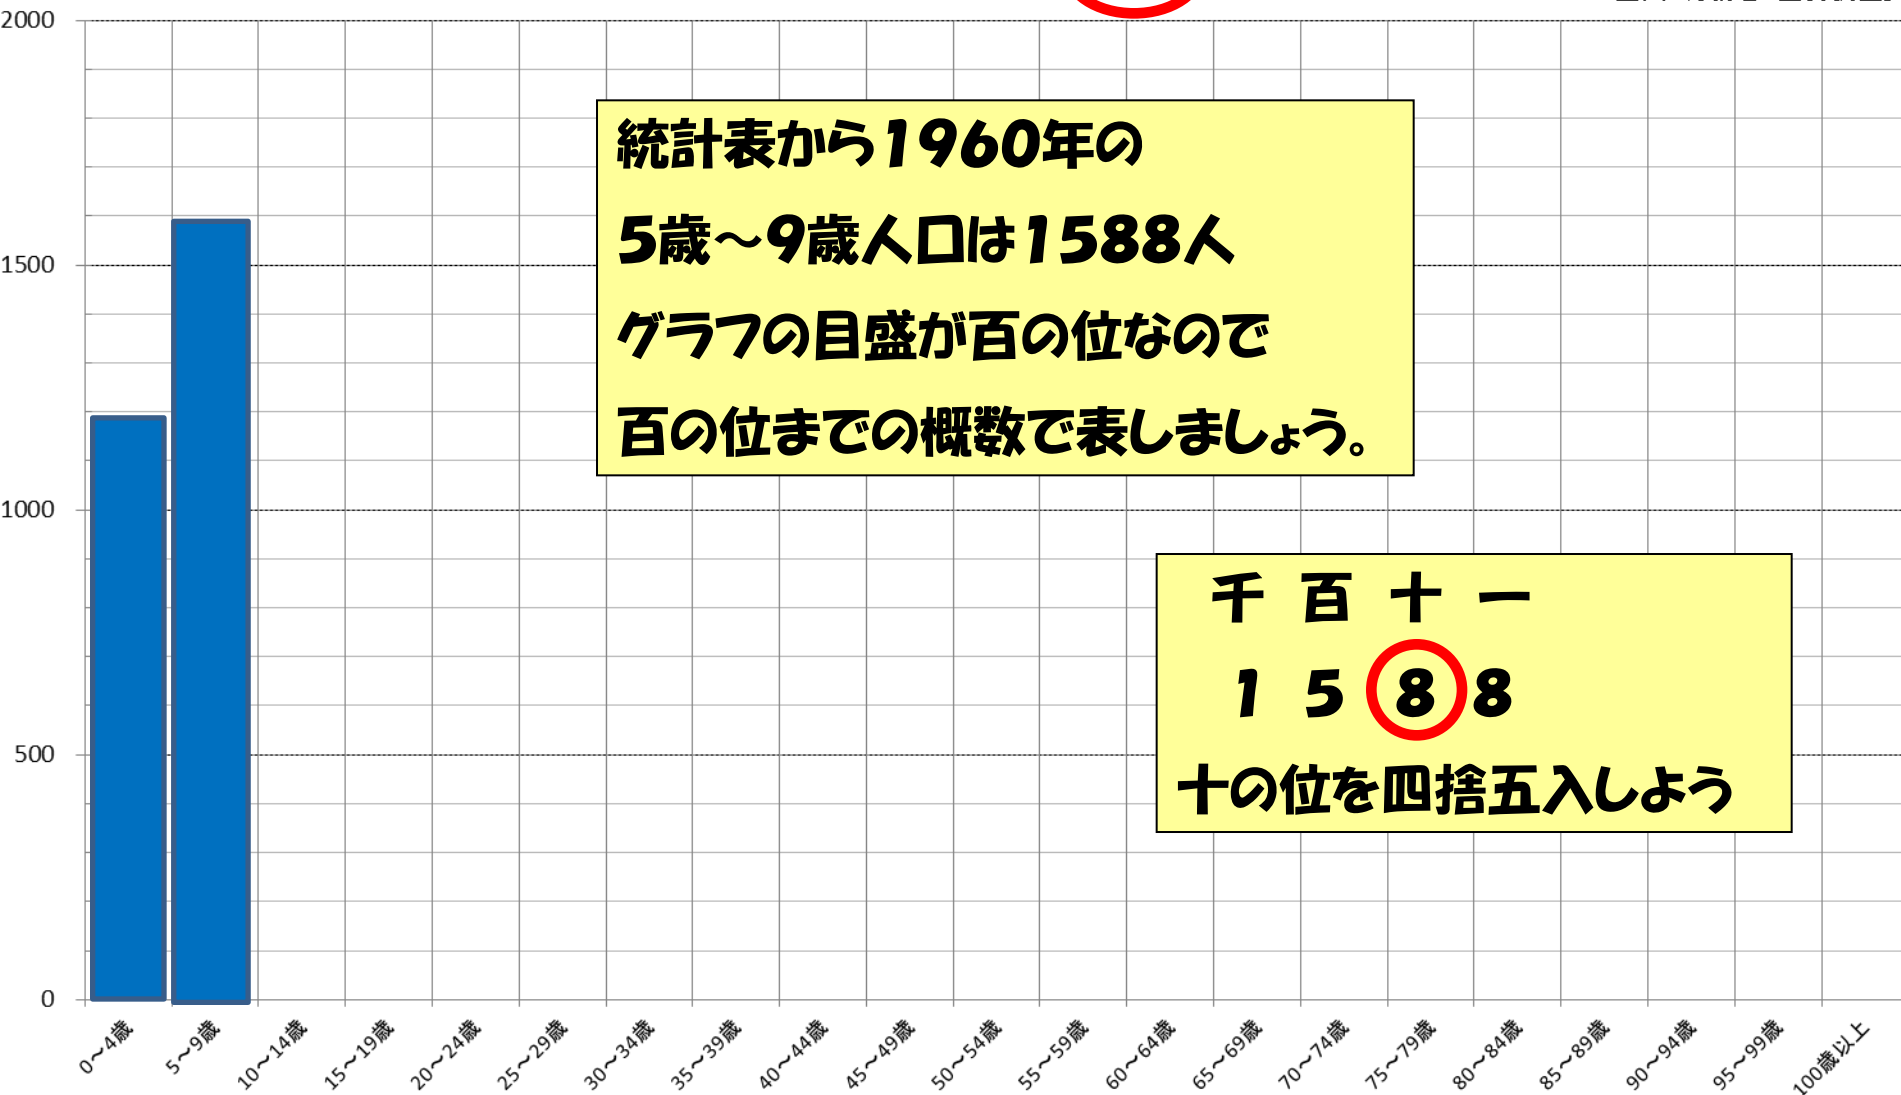 2000
統計表から1960年の
5歳～9歳人口は1588人
グラフの目盛が百の位なので
百の位までの概数で表しましょう。
1500
1000
千 百 十 一
1 5 8 8
十の位を四捨五入しよう
500
0
0～4歳
5～9歳
10～14歳
15～19歳
20～24歳
25～29歳
30～34歳
35～39歳
40～44歳
45～49歳
50～54歳
55～59歳
60～64歳
65～69歳
70～74歳
75～79歳
80～84歳
85～89歳
90～94歳
95～99歳
100歳以上